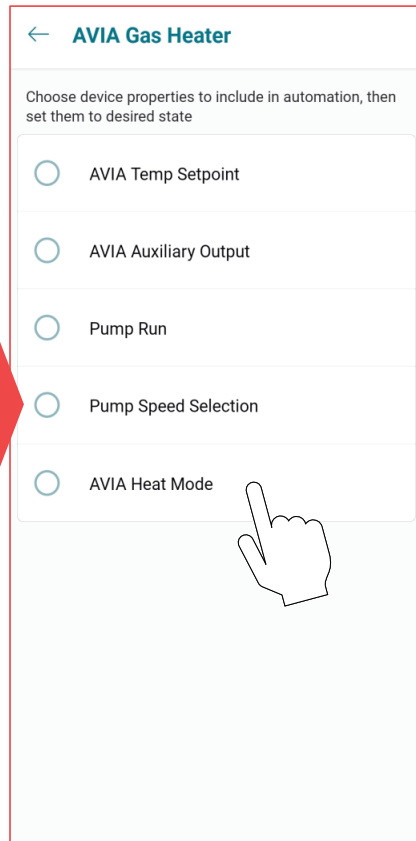 AVIA Gas Heater
Choose device properties to include in automation, then
set them to desired state
AVIA Temp Setpoint
AVIA Auxiliary Output
Pump Run
Pump Speed Selection
AVIA Heat Mode